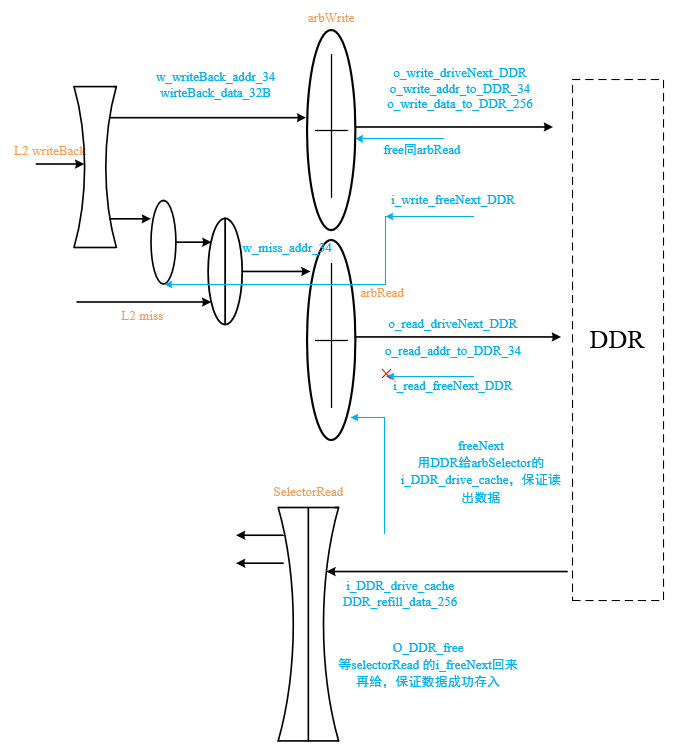 arbWrite
w_writeBack_addr_34
wirteBack_data_32B
o_write_driveNext_DDR
o_write_addr_to_DDR_34
o_write_data_to_DDR_256
L2 writeBack
free同arbRead
i_write_freeNext_DDR
w_miss_addr_34
arbRead
L2 miss
o_read_driveNext_DDR
DDR
o_read_addr_to_DDR_34
i_read_freeNext_DDR
freeNext
用DDR给arbSelector的
i_DDR_drive_cache，保证读
出数据
SelectorRead
i_DDR_drive_cache
DDR_refill_data_256
O_DDR_free
等selectorRead 的i_freeNext回来
再给，保证数据成功存入